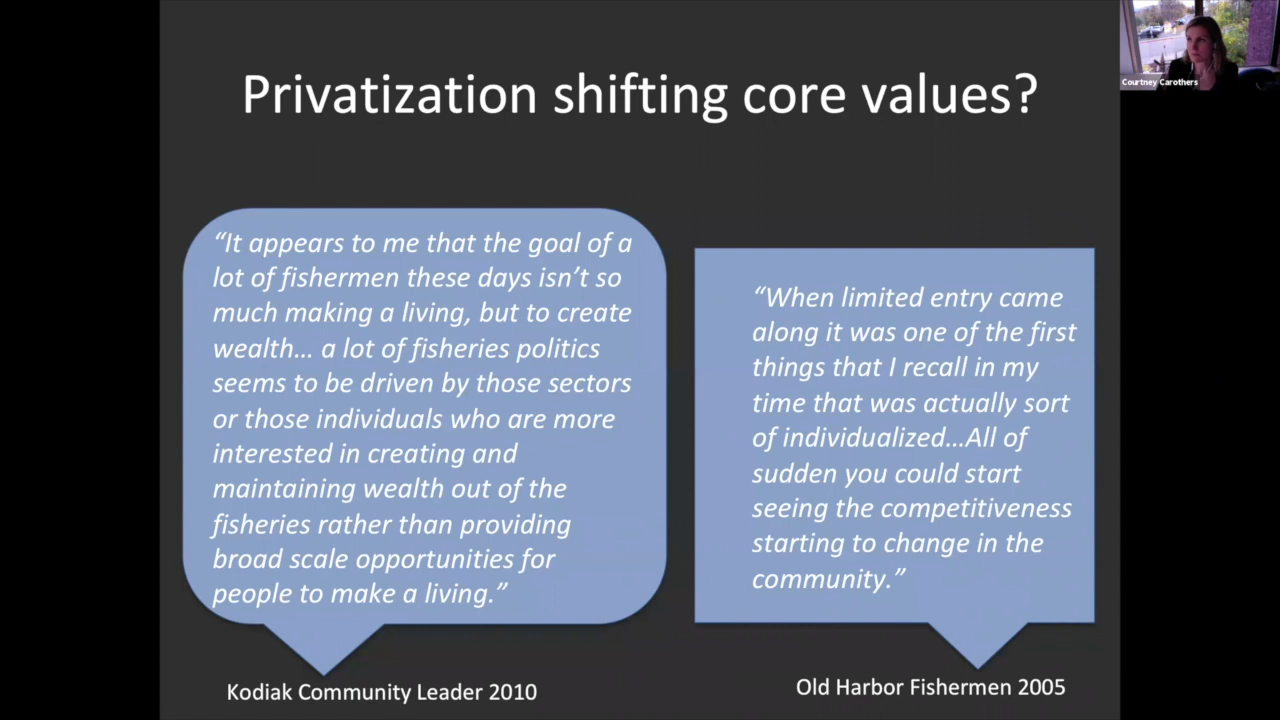 Privatization shifting core values?
Courtney Carothers
“It appears to me that the goal of a
lot of fishermen these days isn’t so
much making a living, but to create
wealth… a lot of fisheries politics
seems to be driven by those sectors
or those individuals who are more
interested in creating and
maintaining wealth out of the
fisheries rather than providing
broad scale opportunities for
people to make a living.”
Kodiak Community Leader 2010
“When limited entry came
along it was one of the first
things that I recall in my
time that was actually sort
of individualized…All of
sudden you could start
seeing the competitiveness
starting to change in the
community.”
Old Harbor Fishermen 2005